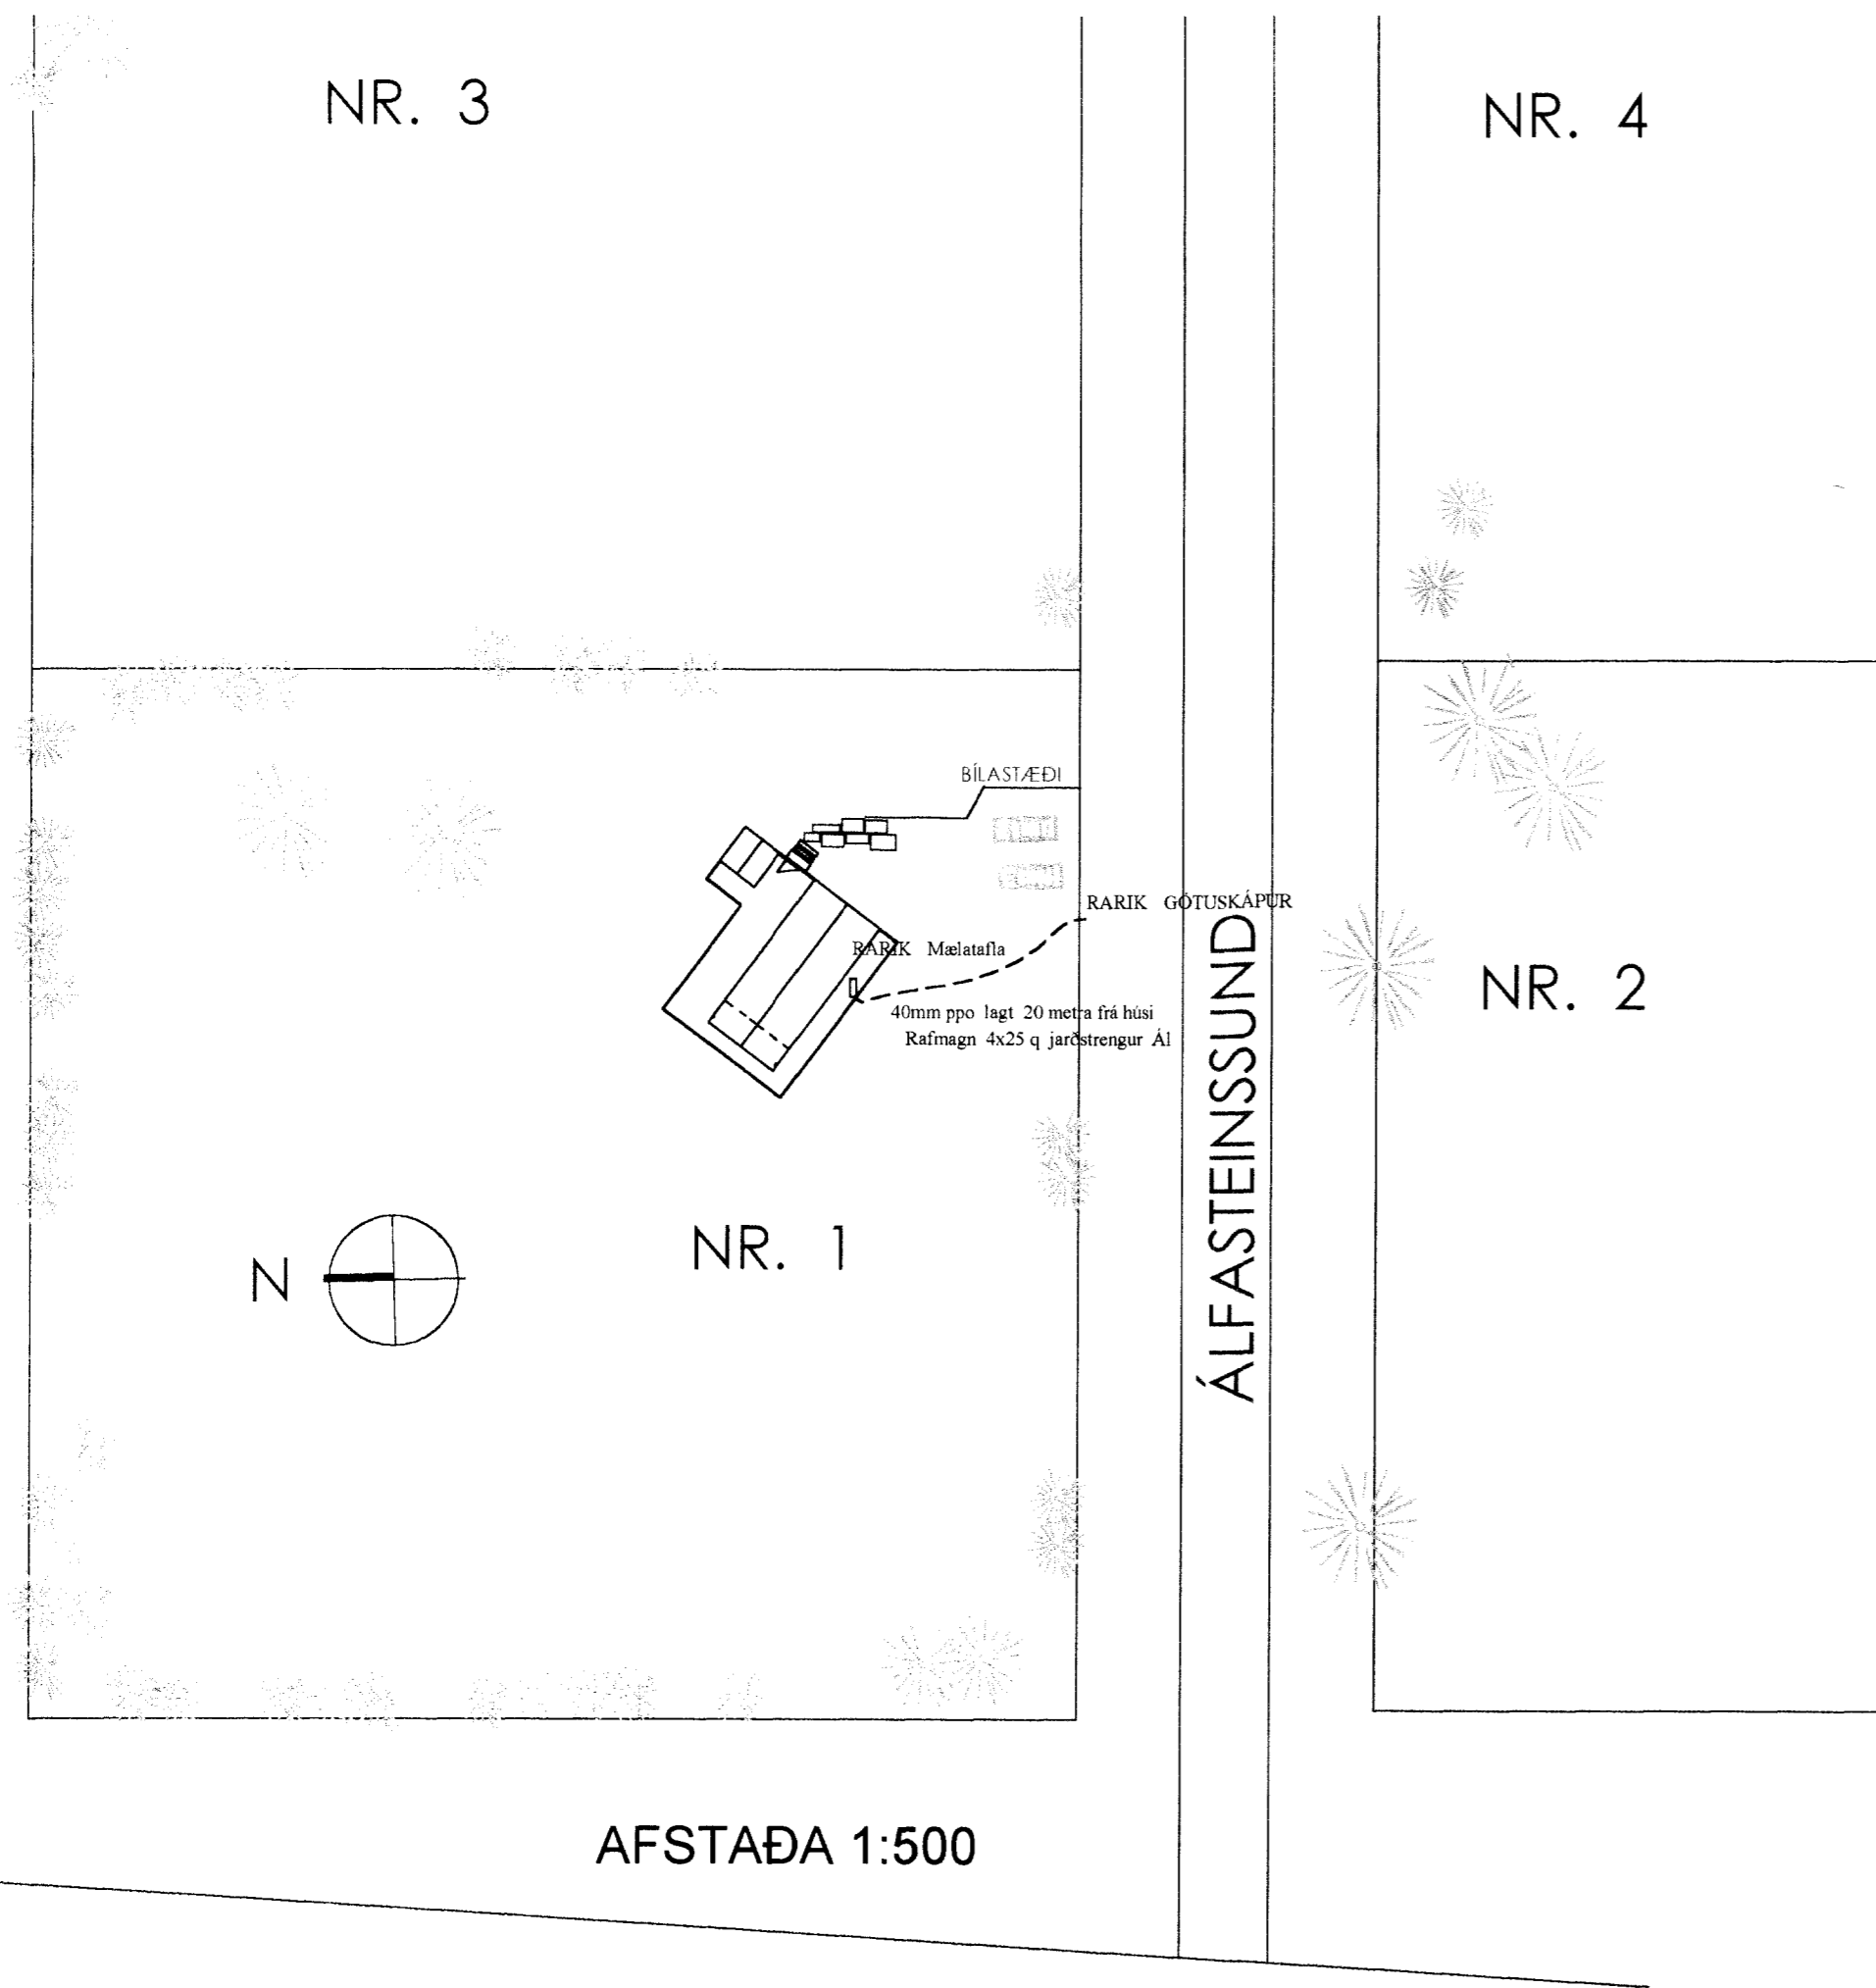 NR. 3
NR. 4
BÍLASTÆÐI
RARIK GÖTUSKÁPUR
RARIK Mælatafla
NR. 2
40mm ppo lagt 20 metra frá húsi
Rafmagn 4x25 q jarðstrengur Ál
ÁLFASTEINSSUND
NR. 1
N
AFSTAÐA 1:500